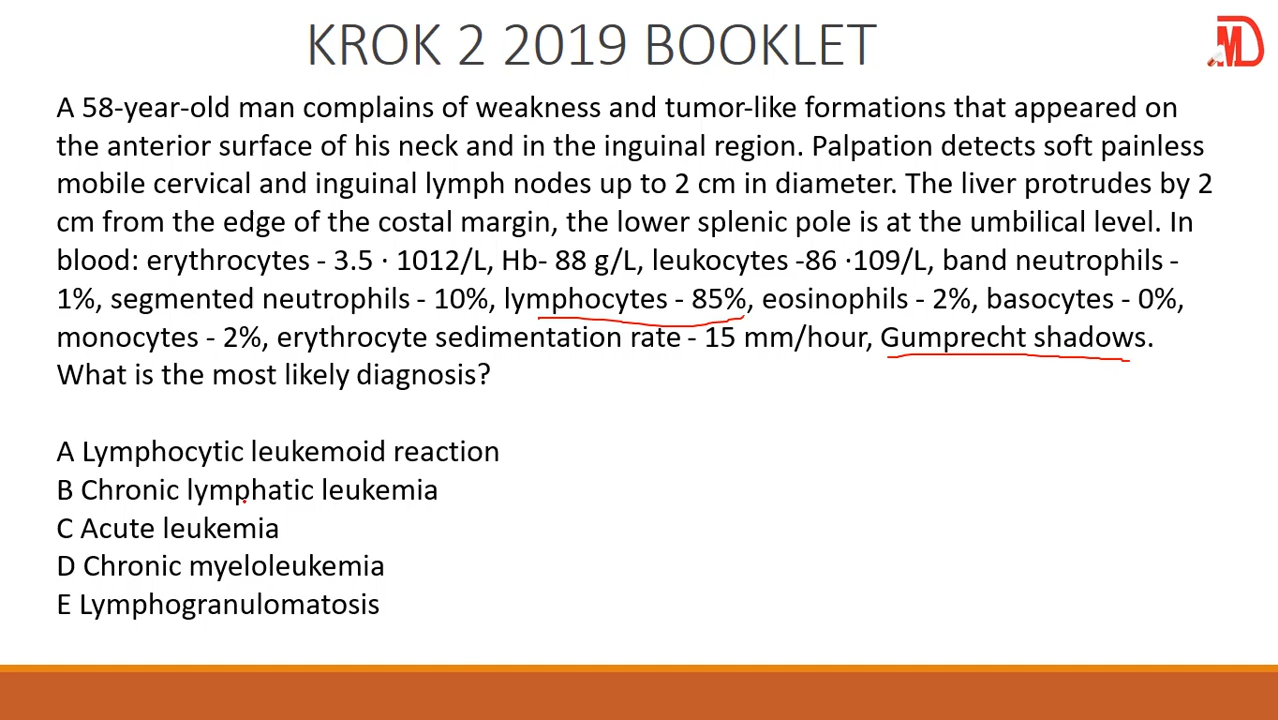 KROK 2 2019 BOOKLET
MD
A 58-year-old man complains of weakness and tumor-like formations that appeared on
the anterior surface of his neck and in the inguinal region. Palpation detects soft painless
mobile cervical and inguinal lymph nodes up to 2 cm in diameter. The liver protrudes by 2
cm from the edge of the costal margin, the lower splenic pole is at the umbilical level. In
blood: erythrocytes - 3.5 · 1012/L, Hb- 88 g/L, leukocytes -86 ·109/L, band neutrophils -
1%, segmented neutrophils - 10%, lymphocytes - 85%, eosinophils - 2%, basocytes - 0%,
monocytes - 2%, erythrocyte sedimentation rate - 15 mm/hour, Gumprecht shadows.
What is the most likely diagnosis?
A Lymphocytic leukemoid reaction
B Chronic lymphatic leukemia
C Acute leukemia
D Chronic myeloleukemia
E Lymphogranulomatosis